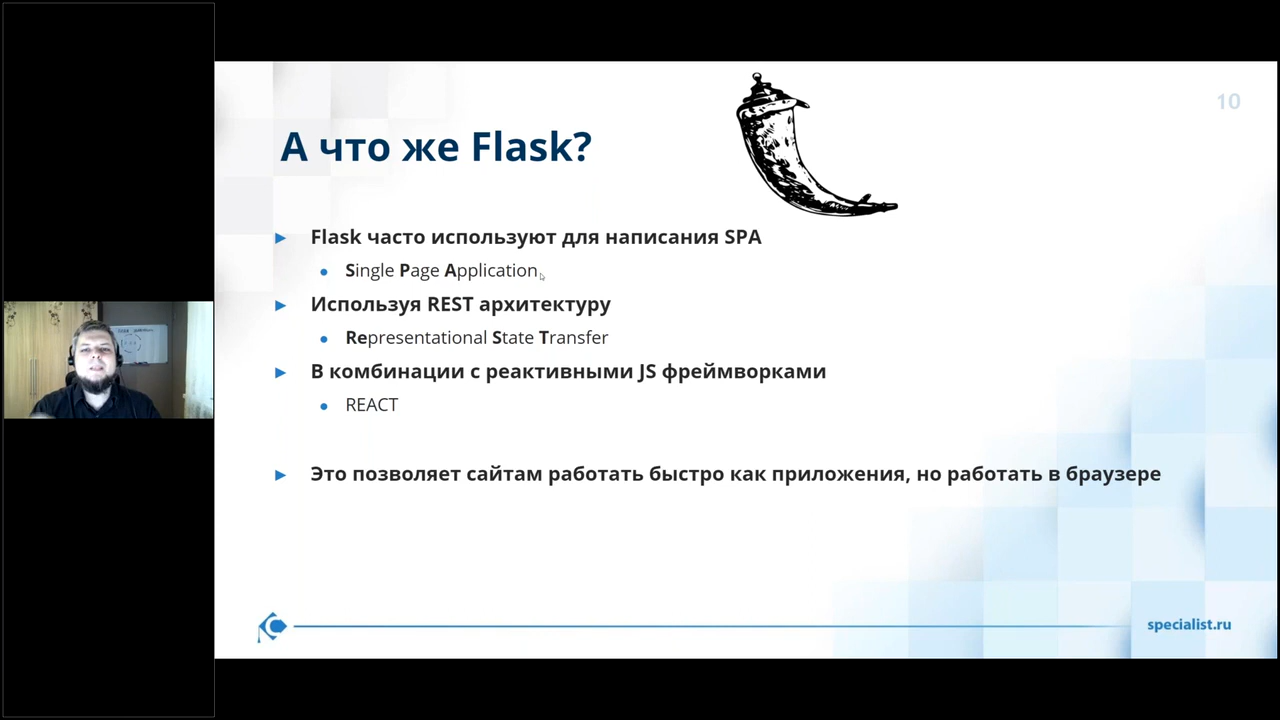 10
А что же Flask?
Flask часто используют для написания SPA
Single Page Application
Используя REST архитектуру
Representational State Transfer
В комбинации с реактивными JS фреймворками
REACT
Это позволяет сайтам работать быстро как приложения, но работать в браузере
specialist.ru